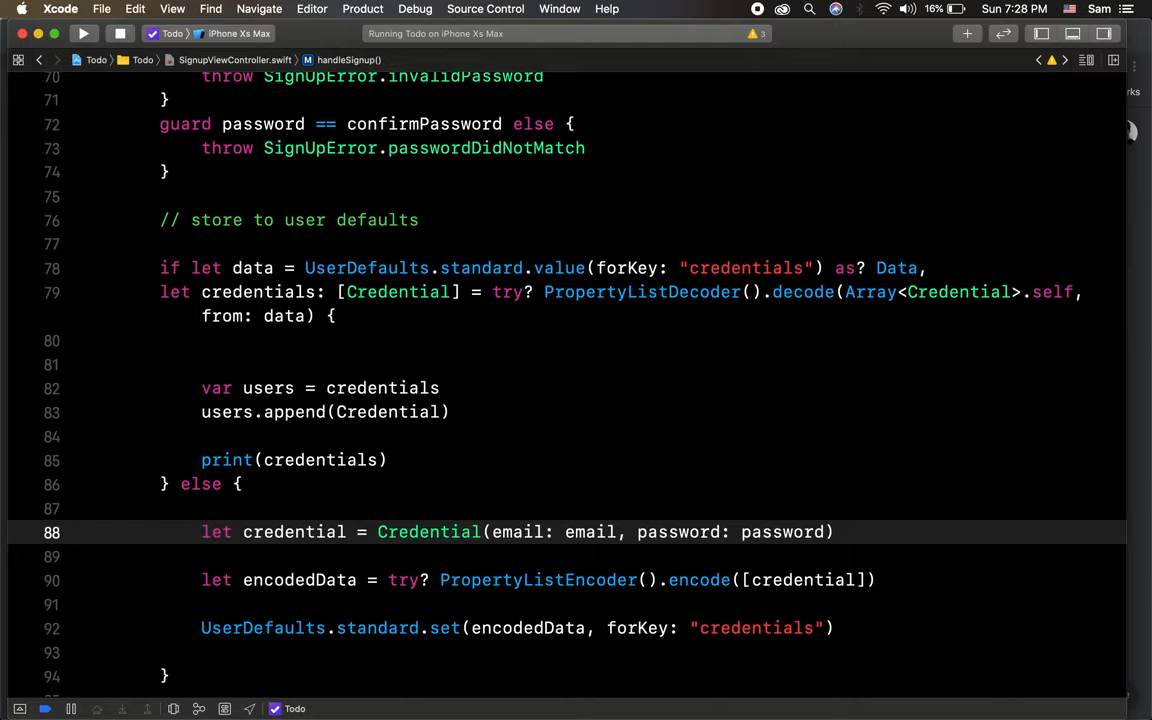 Xcode File Edit View Find Navigate Editor Product Debug Source Control Window Help 16% Sun 7:28 PM Sam
Todo iPhone Xs Max Running Todo on iPhone Xs Max 3
Todo Todo SignupViewController.swift M handleSignup()
rks
70 throw SignUpError.invalidPassword
71 }
72 guard password == confirmPassword else {
73 throw SignUpError.passwordDidNotMatch
74 }
75
76 // store to user defaults
77
78 if let data = UserDefaults.standard.value(forKey: "credentials") as? Data,
79 let credentials: [Credential] = try? PropertyListDecoder().decode(Array<Credential>.self,
from: data) {
80
81
82 var users = credentials
83 users.append(Credential)
84
85 print(credentials)
86 } else {
87
88 let credential = Credential(email: email, password: password)
89
90 let encodedData = try? PropertyListEncoder().encode([credential])
91
92 UserDefaults.standard.set(encodedData, forKey: "credentials")
93
94 }
Todo